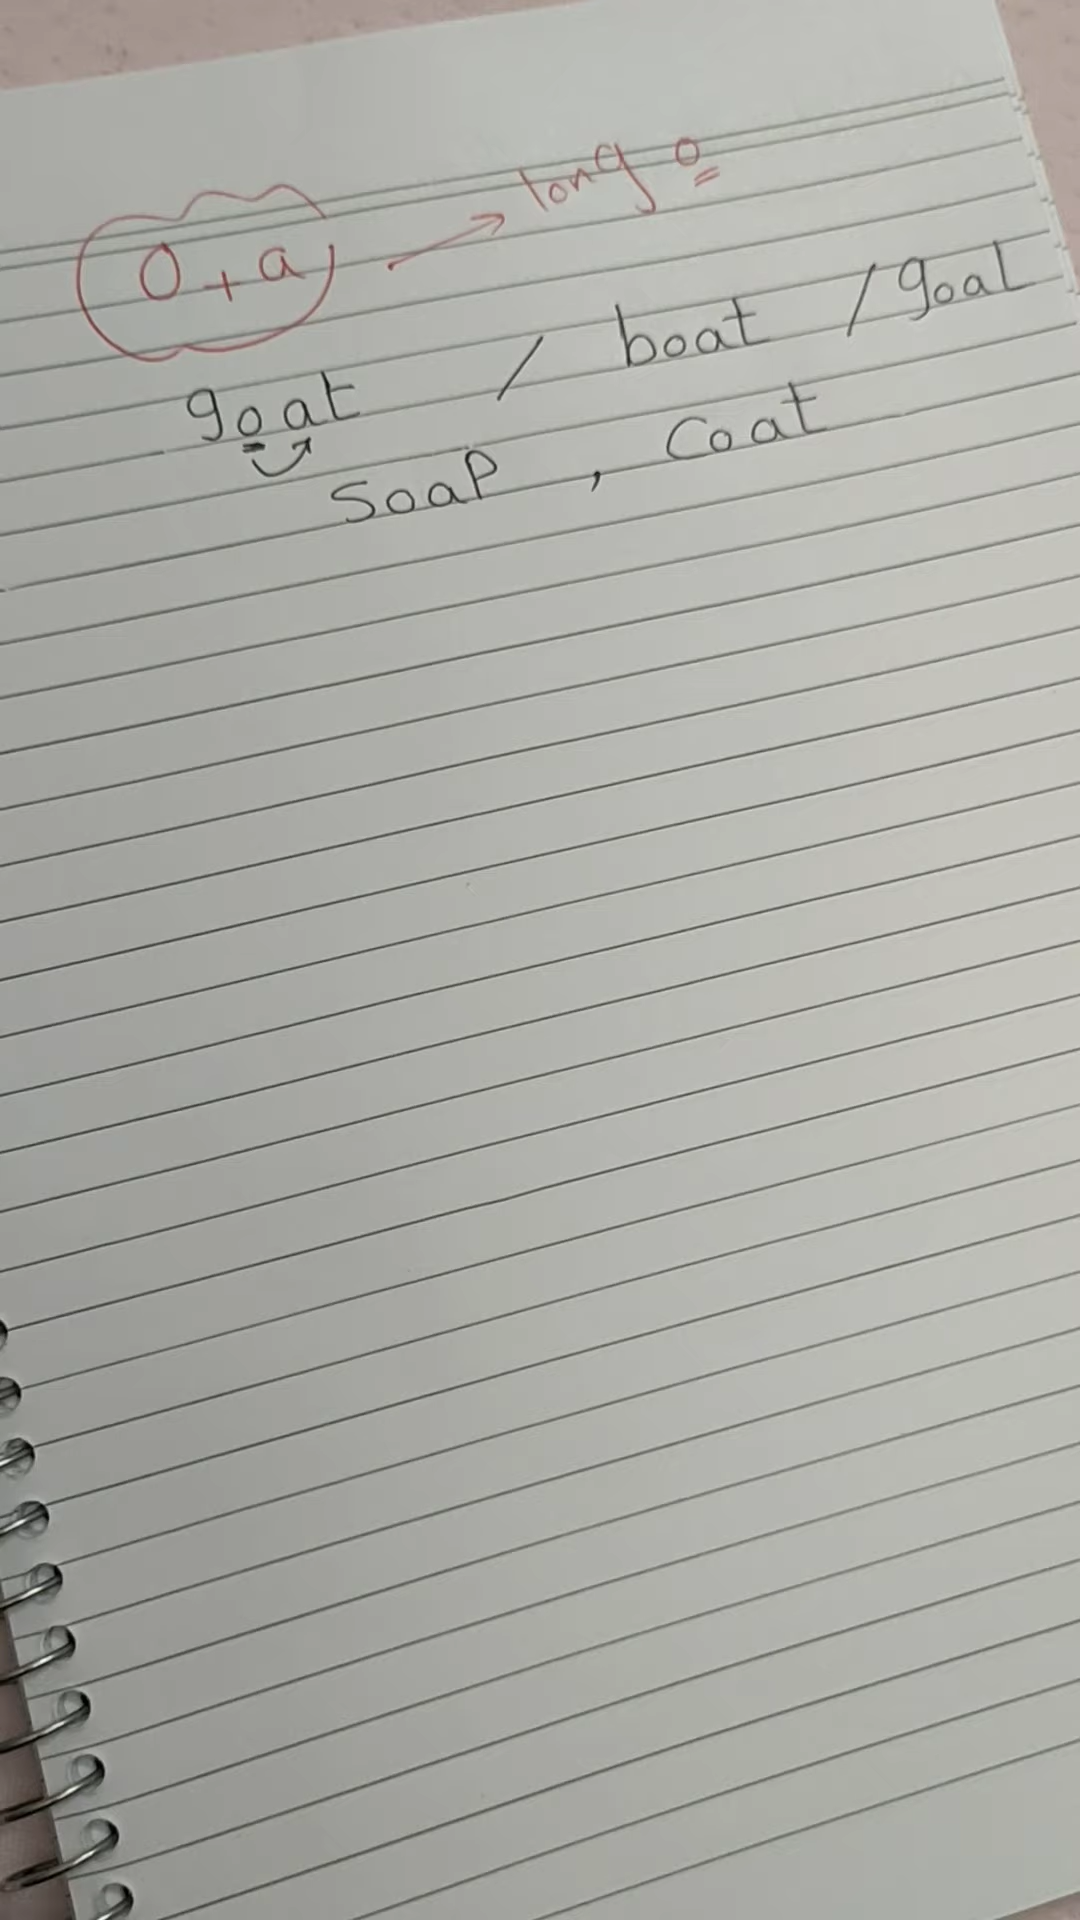 O + a → long o
goat / boat / goal
soap , coat